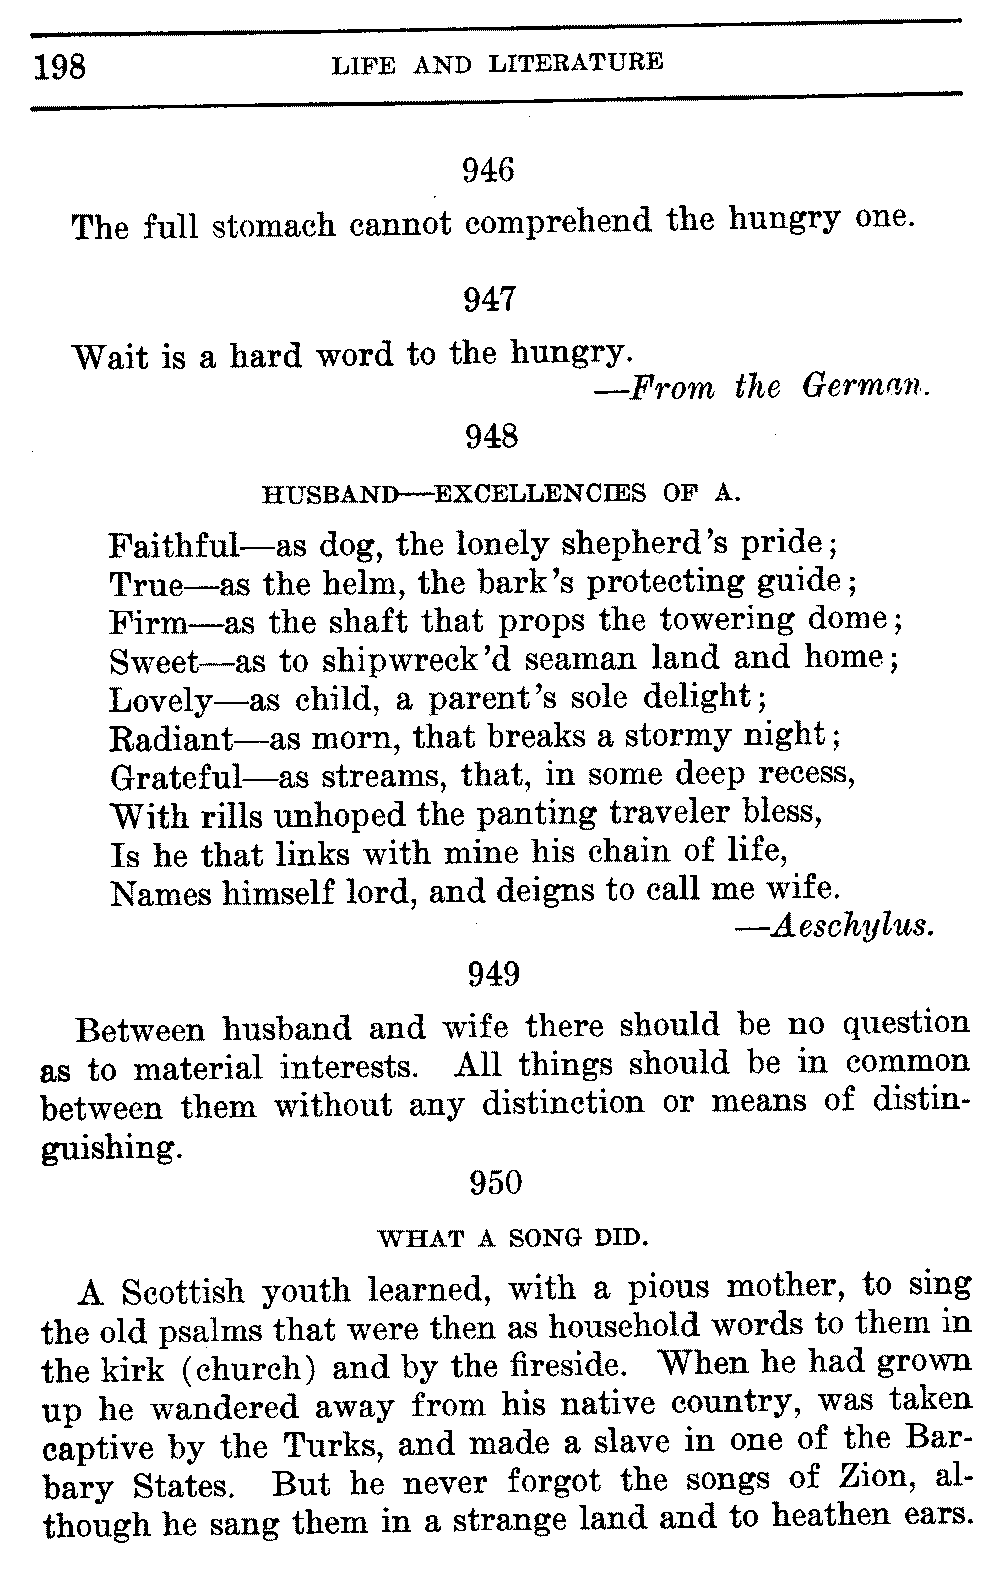 198 LIFE AND LITERATURE
946
The full stomach cannot comprehend the hungry one.
947
Wait is a hard word to the hungry.
—From the German.
948
HUSBAND—EXCELLENCIES OF A.
Faithful—as dog, the lonely shepherd's pride;
True—as the helm, the bark's protecting guide;
Firm—as the shaft that props the towering dome;
Sweet—as to shipwreck'd seaman land and home;
Lovely—as child, a parent's sole delight;
Radiant—as morn, that breaks a stormy night;
Grateful—as streams, that, in some deep recess,
With rills unhoped the panting traveler bless,
Is he that links with mine his chain of life,
Names himself lord, and deigns to call me wife.
—Aeschylus.
949
Between husband and wife there should be no question
as to material interests. All things should be in common
between them without any distinction or means of distin-
guishing.
950
WHAT A SONG DID.
A Scottish youth learned, with a pious mother, to sing
the old psalms that were then as household words to them in
the kirk (church) and by the fireside. When he had grown
up he wandered away from his native country, was taken
captive by the Turks, and made a slave in one of the Bar-
bary States. But he never forgot the songs of Zion, al-
though he sang them in a strange land and to heathen ears.